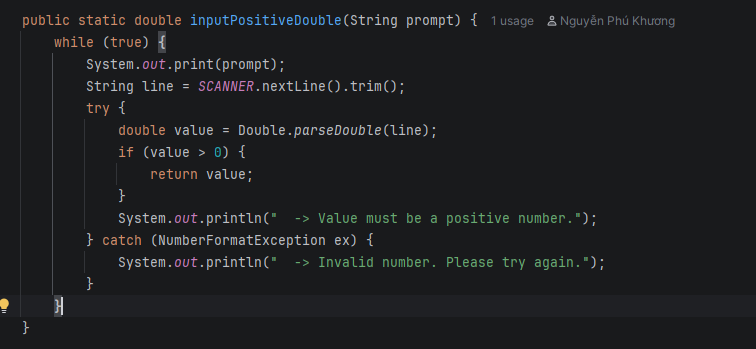 public static double inputPositiveDouble(String prompt) { 1 usage Nguyễn Phú Khương
    while (true) {
        System.out.print(prompt);
        String line = SCANNER.nextLine().trim();
        try {
            double value = Double.parseDouble(line);
            if (value > 0) {
                return value;
            }
            System.out.println("  -> Value must be a positive number.");
        } catch (NumberFormatException ex) {
            System.out.println("  -> Invalid number. Please try again.");
        }
    }
}